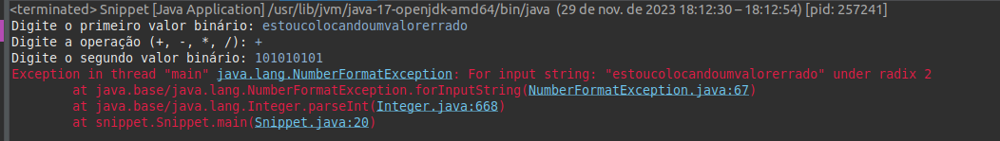 <terminated> Snippet [Java Application] /usr/lib/jvm/java-17-openjdk-amd64/bin/java (29 de nov. de 2023 18:12:30 – 18:12:54) [pid: 257241]
Digite o primeiro valor binário: estoucolocandoumvalorerrado
Digite a operação (+, -, *, /): +
Digite o segundo valor binário: 101010101
Exception in thread "main" java.lang.NumberFormatException: For input string: "estoucolocandoumvalorerrado" under radix 2
at java.base/java.lang.NumberFormatException.forInputString(NumberFormatException.java:67)
at java.base/java.lang.Integer.parseInt(Integer.java:668)
at snippet.Snippet.main(Snippet.java:20)